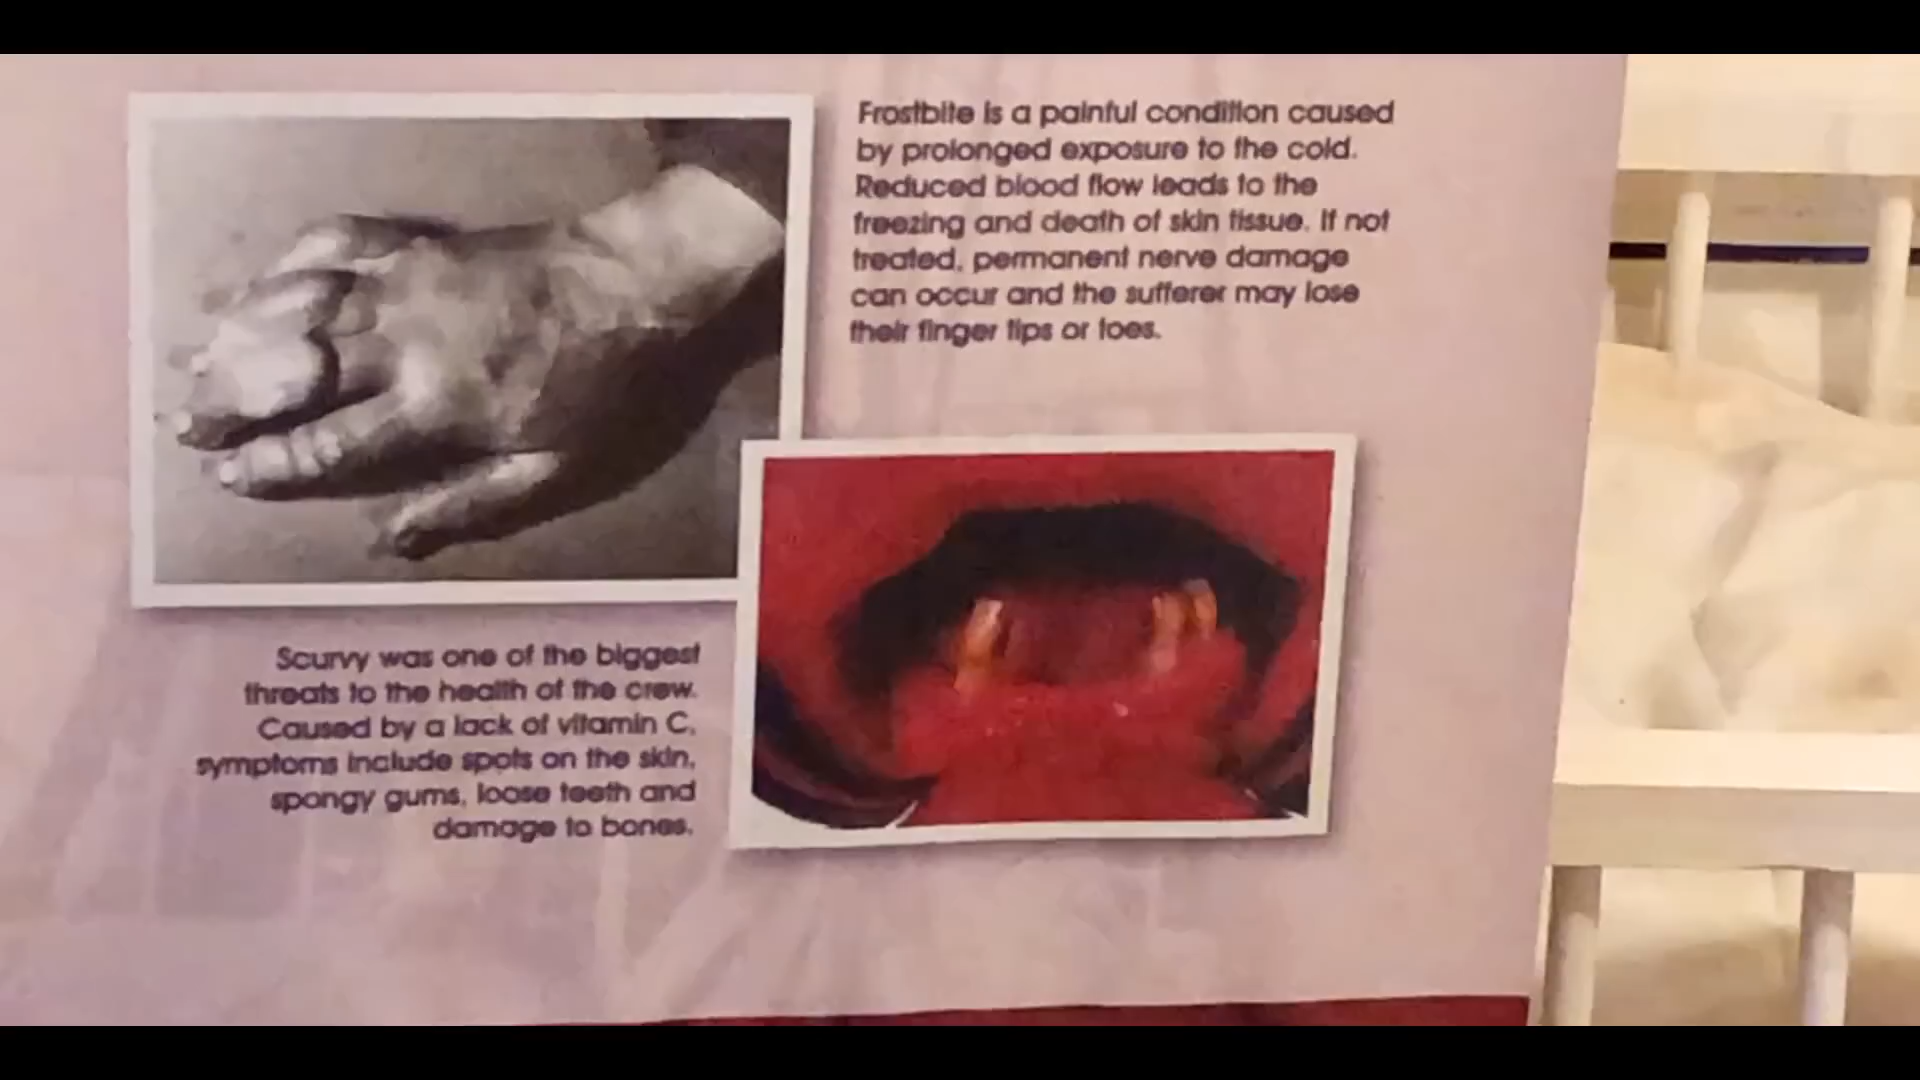 Frostbite is a painful condition caused
by prolonged exposure to the cold.
Reduced blood flow leads to the
freezing and death of skin tissue. If not
treated, permanent nerve damage
can occur and the sufferer may lose
their finger tips or toes.
Scurvy was one of the biggest
threats to the health of the crew.
Caused by a lack of vitamin C,
symptoms include spots on the skin,
spongy gums, loose teeth and
damage to bones.